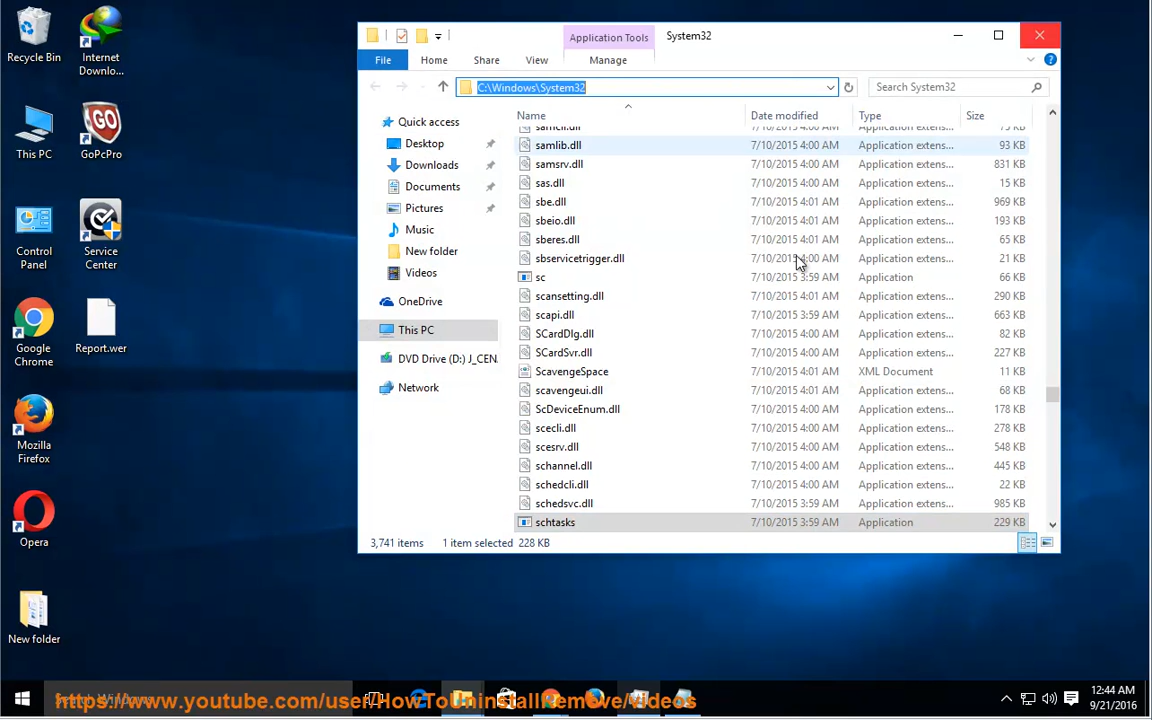 Recycle Bin
Internet
Downlo...
This PC
GoPcPro
Control
Panel
Service
Center
Google
Chrome
Report.wer
Mozilla
Firefox
Opera
New folder
Application Tools
System32
File
Home
Share
View
Manage
C:\Windows\System32
Search System32
Quick access
Desktop
Downloads
Documents
Pictures
Music
New folder
Videos
OneDrive
This PC
DVD Drive (D:) J_CEN.
Network
Name Date modified Type Size
samcli.dll 7/10/2015 4:00 AM Application extens... 75 KB
samlib.dll 7/10/2015 4:00 AM Application extens... 93 KB
samsrv.dll 7/10/2015 4:00 AM Application extens... 831 KB
sas.dll 7/10/2015 4:00 AM Application extens... 15 KB
sbe.dll 7/10/2015 4:01 AM Application extens... 969 KB
sbeio.dll 7/10/2015 4:01 AM Application extens... 193 KB
sberes.dll 7/10/2015 4:01 AM Application extens... 65 KB
sbservicetrigger.dll 7/10/2015 4:00 AM Application extens... 21 KB
sc 7/10/2015 3:59 AM Application 66 KB
scansetting.dll 7/10/2015 4:01 AM Application extens... 290 KB
scapi.dll 7/10/2015 3:59 AM Application extens... 663 KB
SCardDlg.dll 7/10/2015 4:00 AM Application extens... 82 KB
SCardSvr.dll 7/10/2015 4:00 AM Application extens... 227 KB
ScavengeSpace 7/10/2015 4:01 AM XML Document 11 KB
scavengeui.dll 7/10/2015 4:01 AM Application extens... 68 KB
ScDeviceEnum.dll 7/10/2015 4:00 AM Application extens... 178 KB
scecli.dll 7/10/2015 4:00 AM Application extens... 278 KB
scesrv.dll 7/10/2015 4:00 AM Application extens... 548 KB
schannel.dll 7/10/2015 4:00 AM Application extens... 445 KB
schedcli.dll 7/10/2015 4:00 AM Application extens... 22 KB
schedsvc.dll 7/10/2015 3:59 AM Application extens... 985 KB
schtasks 7/10/2015 3:59 AM Application 229 KB
3,741 items 1 item selected 228 KB
Search Windows
https://www.youtube.com/user/HowToUninstallRemove/videos
12:44 AM
9/21/2016